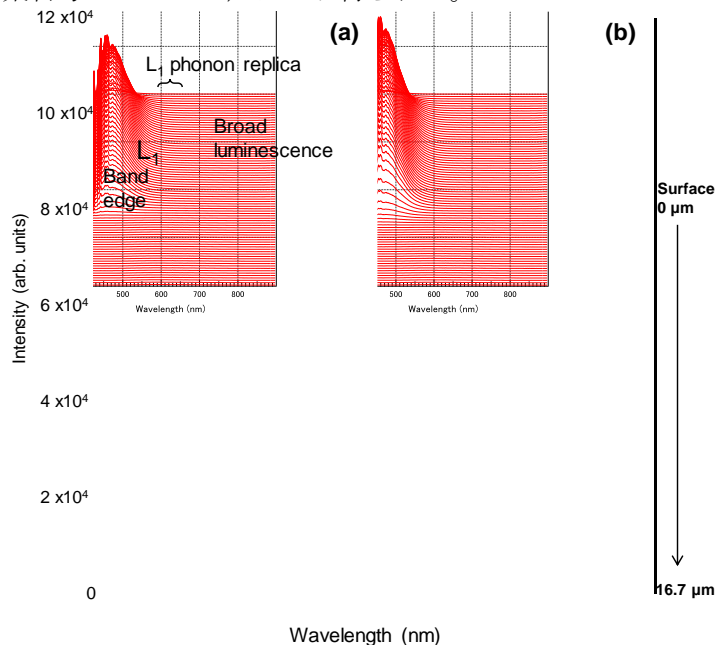 12 x10⁴
(a)
(b)
L₁ phonon replica
10 x10⁴
Broad
luminescence
L₁
Band
edge
8 x10⁴
Surface
0 µm
Intensity (arb. units)
500 600 700 800
Wavelength (nm)
500 600 700 800
Wavelength (nm)
6 x10⁴
4 x10⁴
2 x10⁴
0
16.7 µm
Wavelength (nm)